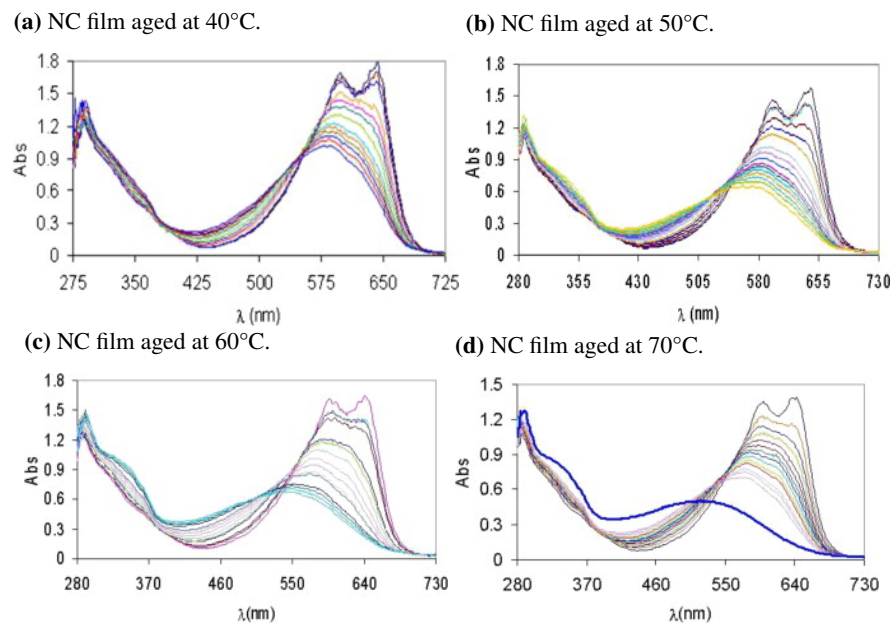 (a) NC film aged at 40°C.
(b) NC film aged at 50°C.
1.8
1.5
1.2
0.9
0.6
0.3
0
Abs
275 350 425 500 575 650 725
λ (nm)
1.8
1.5
1.2
0.9
0.6
0.3
0
Abs
280 355 430 505 580 655 730
λ (nm)
(c) NC film aged at 60°C.
(d) NC film aged at 70°C.
1.8
1.5
1.2
0.9
0.6
0.3
0
Abs
280 370 460 550 640 730
λ(nm)
1.5
1.2
0.9
0.6
0.3
0
Abs
280 370 460 550 640 730
λ(nm)